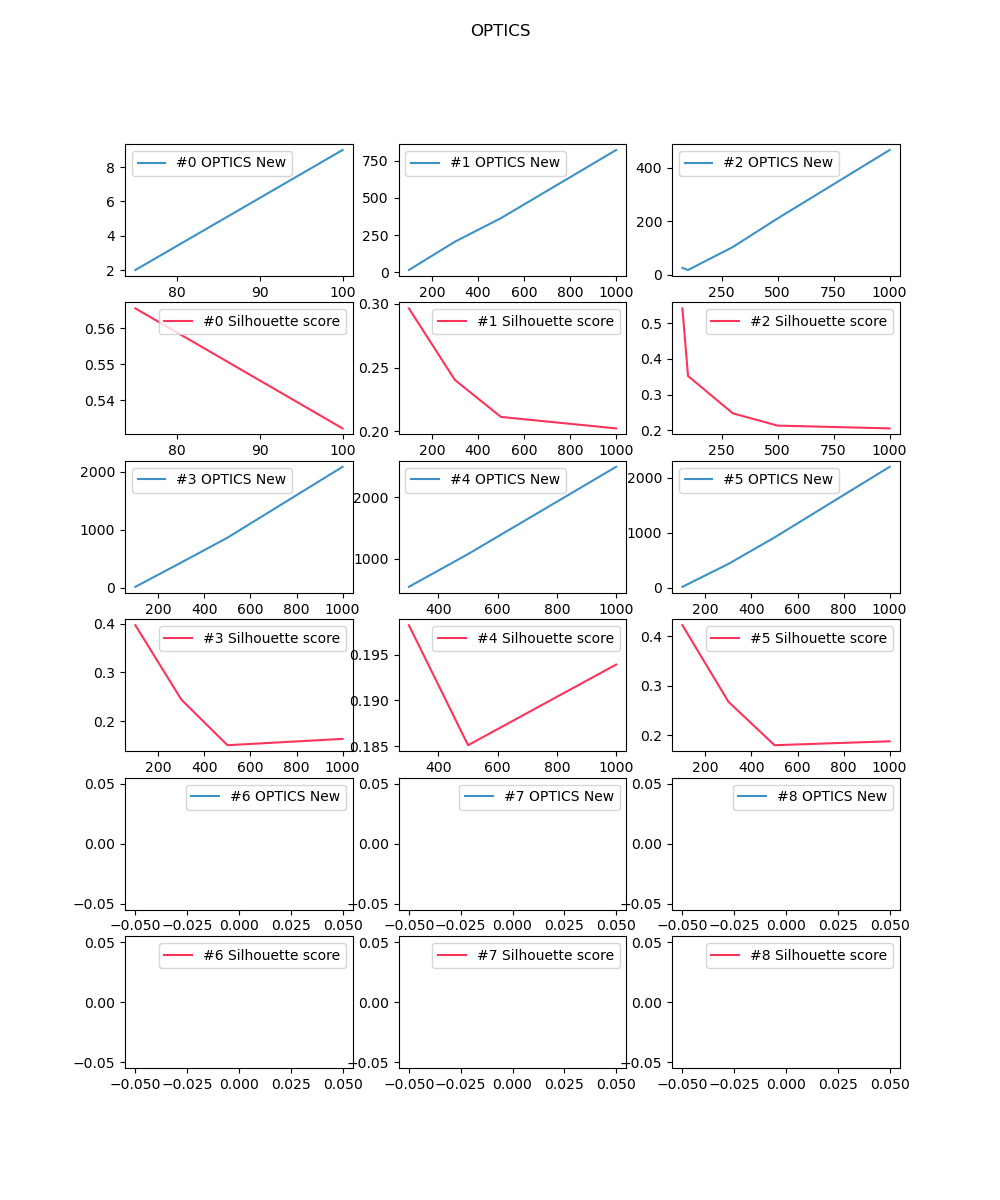 OPTICS
#0 OPTICS New #1 OPTICS New #2 OPTICS New
8 6 4 2 750 500 250 0 400 200 0
80 90 100 200 400 600 800 1000 250 500 750 1000
#0 Silhouette score #1 Silhouette score #2 Silhouette score
0.56 0.55 0.54 0.30 0.25 0.20 0.5 0.4 0.3 0.2
80 90 100 200 400 600 800 1000 250 500 750 1000
#3 OPTICS New #4 OPTICS New #5 OPTICS New
2000 1000 0 2000 1000 2000 1000 0
200 400 600 800 1000 400 600 800 1000 200 400 600 800 1000
#3 Silhouette score #4 Silhouette score #5 Silhouette score
0.4 0.3 0.2 0.195 0.190 0.185 0.4 0.3 0.2
200 400 600 800 1000 400 600 800 1000 200 400 600 800 1000
#6 OPTICS New #7 OPTICS New #8 OPTICS New
0.05 0.00 −0.05 0.05 0.00 −0.05 0.05 0.00 −0.05
−0.050 −0.025 0.000 0.025 0.050 −0.050 −0.025 0.000 0.025 0.050 −0.050 −0.025 0.000 0.025 0.050
#6 Silhouette score #7 Silhouette score #8 Silhouette score
0.05 0.00 −0.05 0.05 0.00 −0.05 0.05 0.00 −0.05
−0.050 −0.025 0.000 0.025 0.050 −0.050 −0.025 0.000 0.025 0.050 −0.050 −0.025 0.000 0.025 0.050